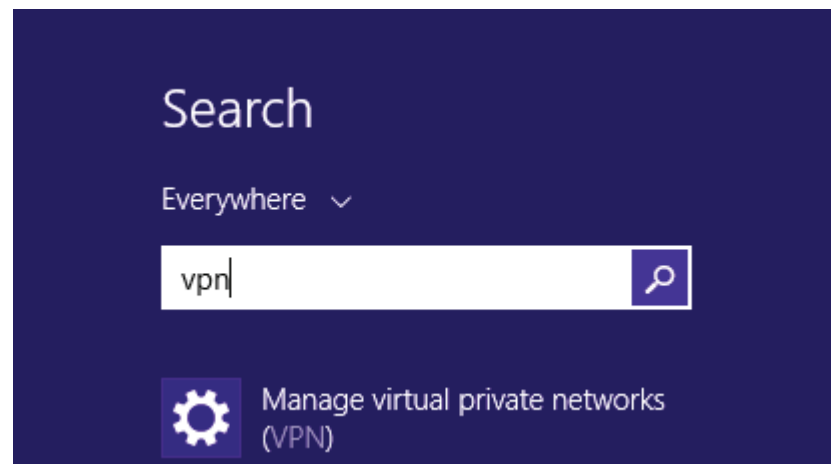 Search
Everywhere
vpn
Manage virtual private networks
(VPN)